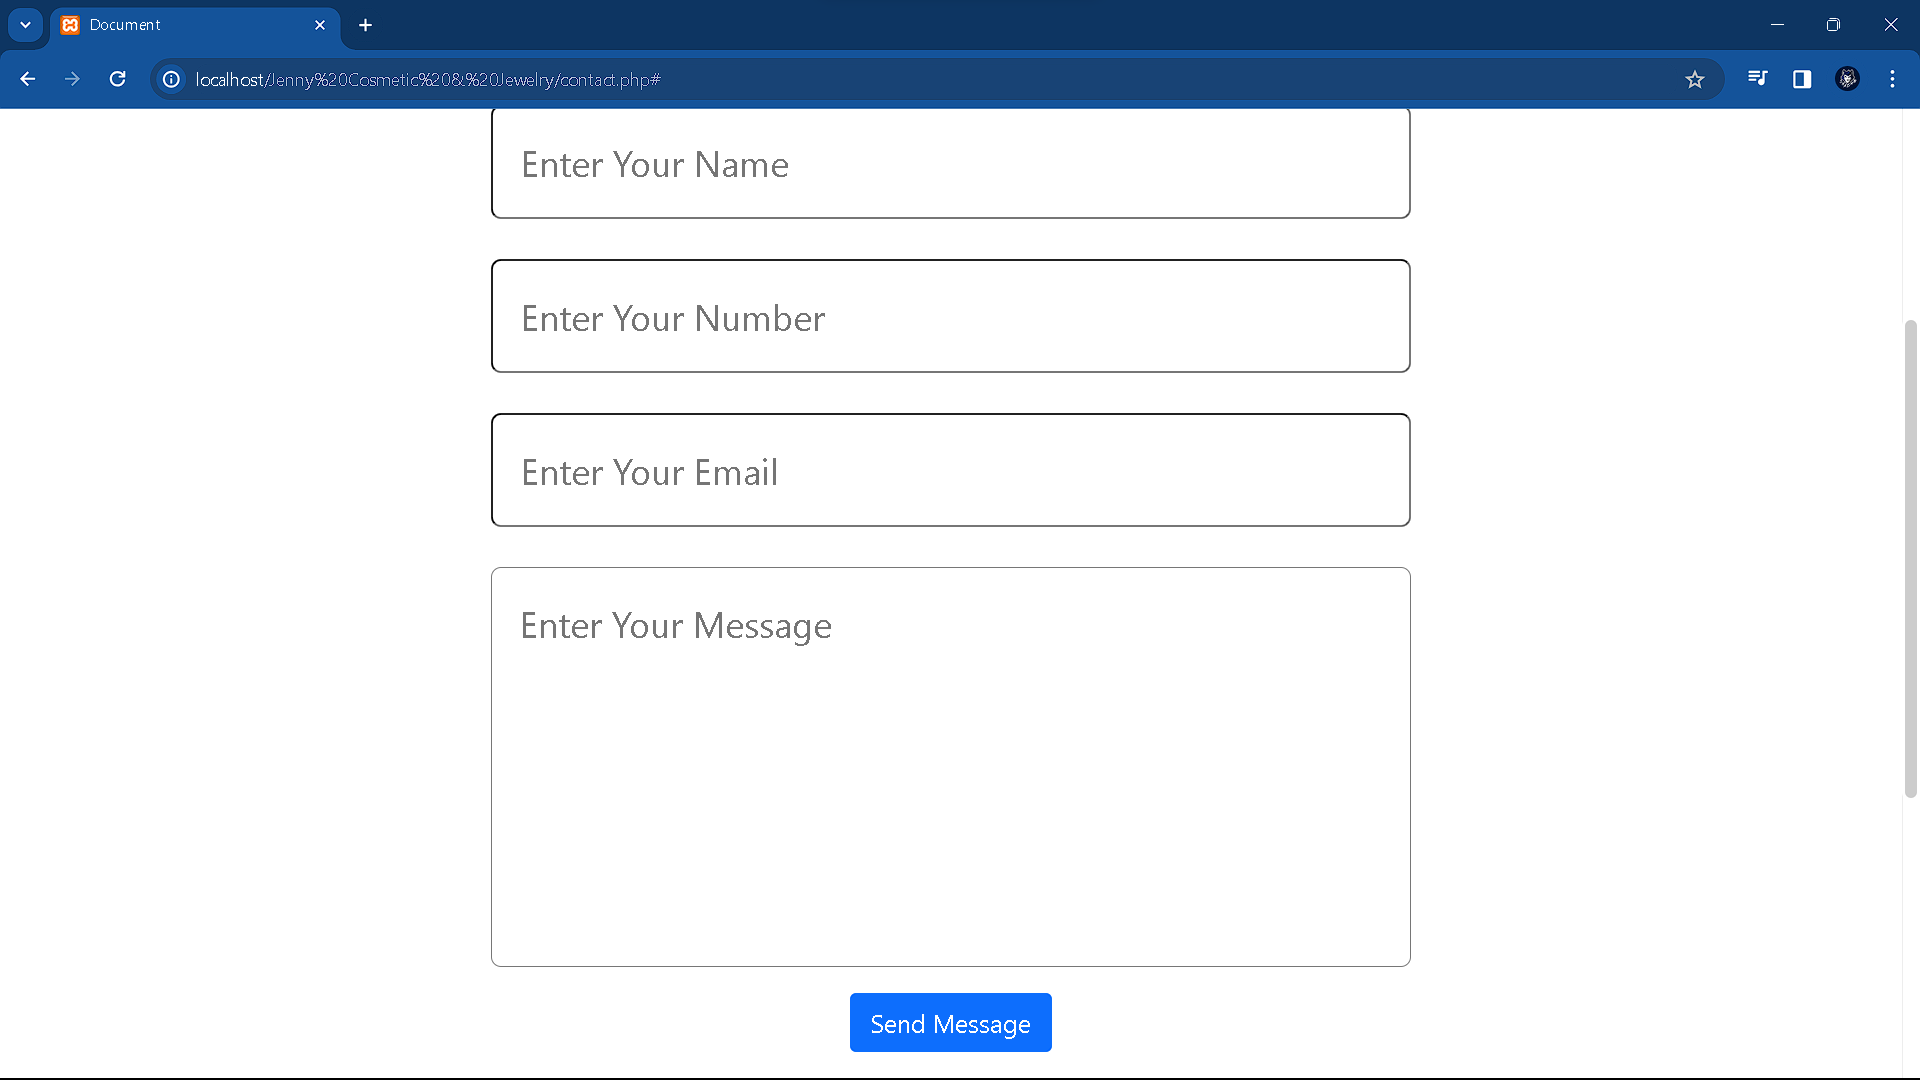 Document
localhost/Jenny%20Cosmetic%20&%20Jewelry/contact.php#
Enter Your Name
Enter Your Number
Enter Your Email
Enter Your Message
Send Message